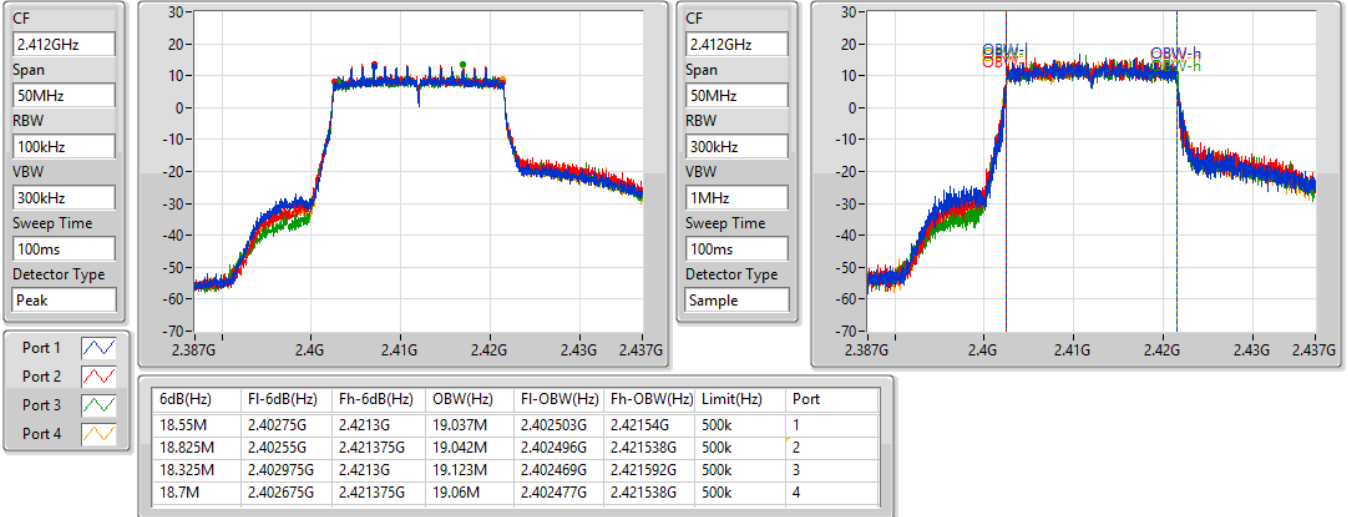 CF
2.412GHz
Span
50MHz
RBW
100kHz
VBW
300kHz
Sweep Time
100ms
Detector Type
Peak
30
20
10
0
-10
-20
-30
-40
-50
-60
-70
2.387G 2.4G 2.41G 2.42G 2.43G 2.437G
CF
2.412GHz
Span
50MHz
RBW
300kHz
VBW
1MHz
Sweep Time
100ms
Detector Type
Sample
30
20
10
0
-10
-20
-30
-40
-50
-60
-70
OBW-l OBW-h
2.387G 2.4G 2.41G 2.42G 2.43G 2.437G
Port 1
Port 2
Port 3
Port 4
6dB(Hz) Fl-6dB(Hz) Fh-6dB(Hz) OBW(Hz) Fl-OBW(Hz) Fh-OBW(Hz) Limit(Hz) Port
18.55M 2.40275G 2.4213G 19.037M 2.402503G 2.42154G 500k 1
18.825M 2.40255G 2.421375G 19.042M 2.402496G 2.421538G 500k 2
18.325M 2.402975G 2.4213G 19.123M 2.402469G 2.421592G 500k 3
18.7M 2.402675G 2.421375G 19.06M 2.402477G 2.421538G 500k 4